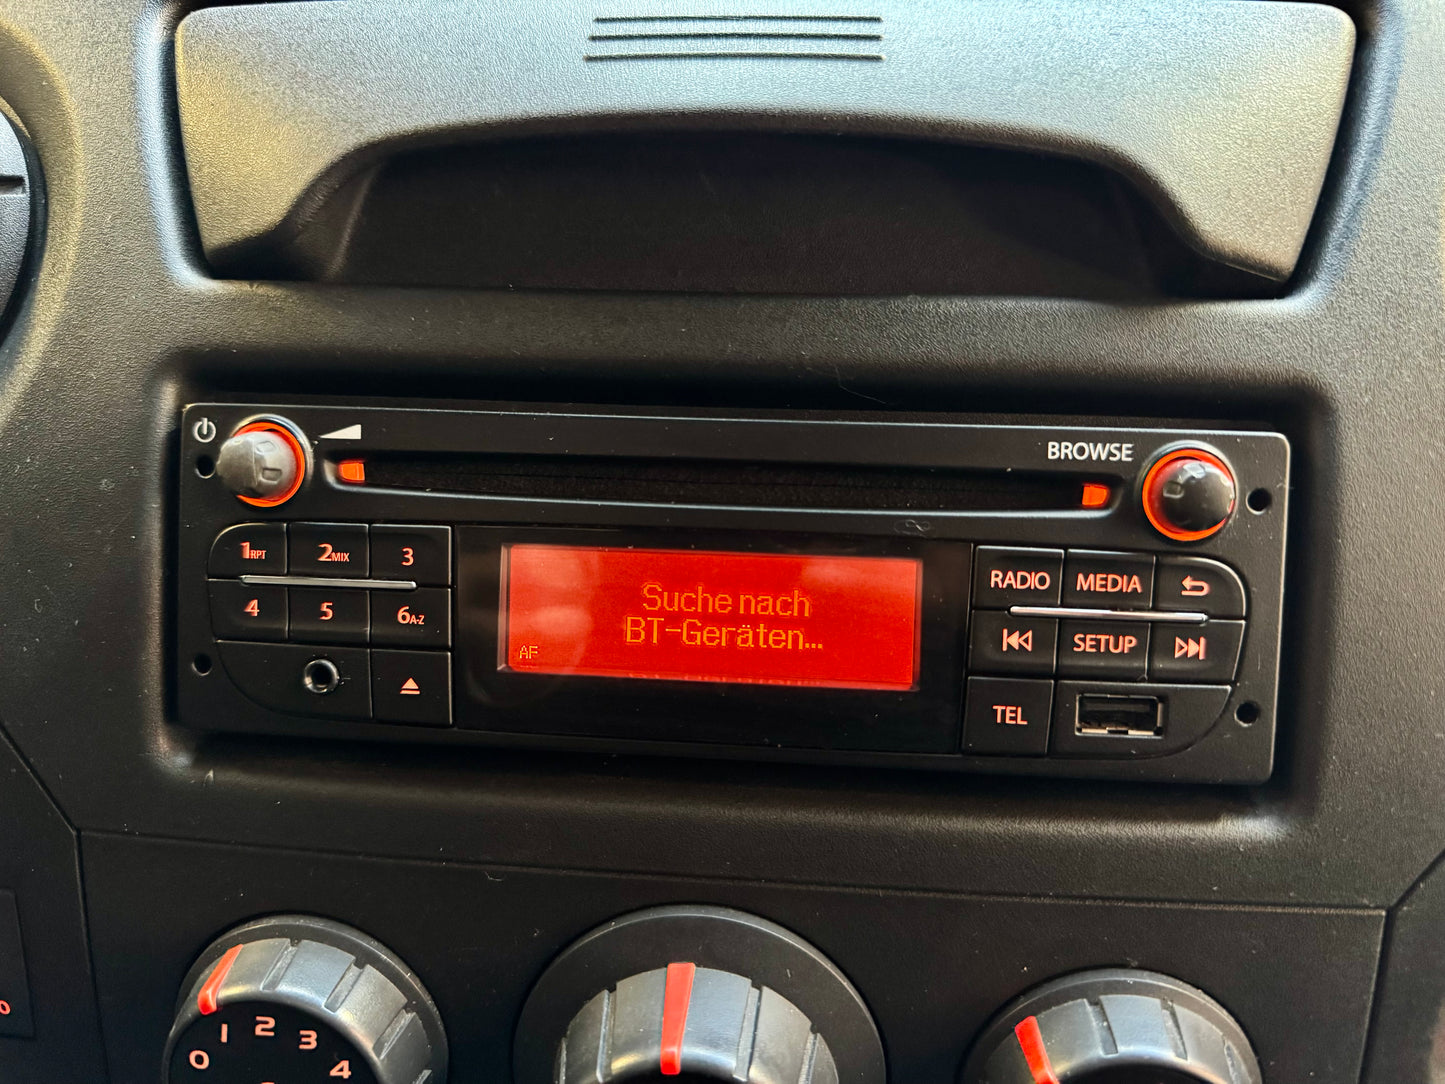 BROWSE
1RPT 2MIX 3
4 5 6A-Z
Suche nach
BT-Geräten...
AF
RADIO MEDIA
SETUP
TEL
0 1 2 3 4
0